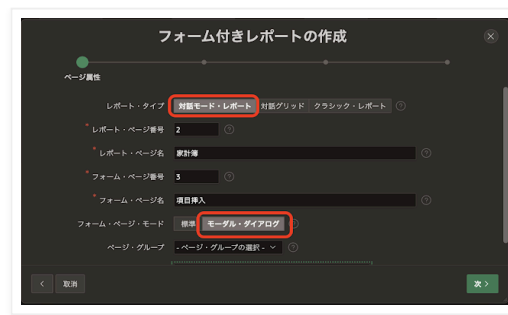 フォーム付きレポートの作成
ページ属性
レポート・タイプ 対話モード・レポート 対話グリッド クラシック・レポート
* レポート・ページ番号 2
* レポート・ページ名 家計簿
* フォーム・ページ番号 3
* フォーム・ページ名 項目挿入
フォーム・ページ・モード 標準 モーダル・ダイアログ
ページ・グループ - ページ・グループの選択 -
取消
次 >